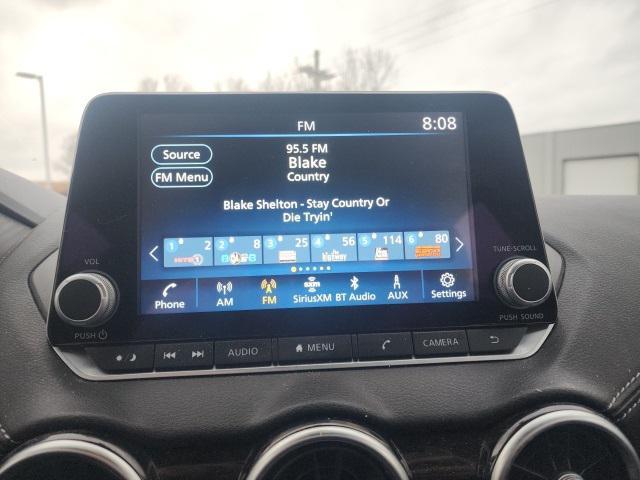 FM
8:08
Source
FM Menu
95.5 FM
Blake
Country
Blake Shelton - Stay Country Or
Die Tryin'
1 2
2 8
3 25
4 56
5 114
6 80
Highway
Phone
AM
FM
sxm
SiriusXM
BT Audio
AUX
Settings
VOL
PUSH
TUNE·SCROLL
PUSH SOUND
AUDIO
MENU
CAMERA